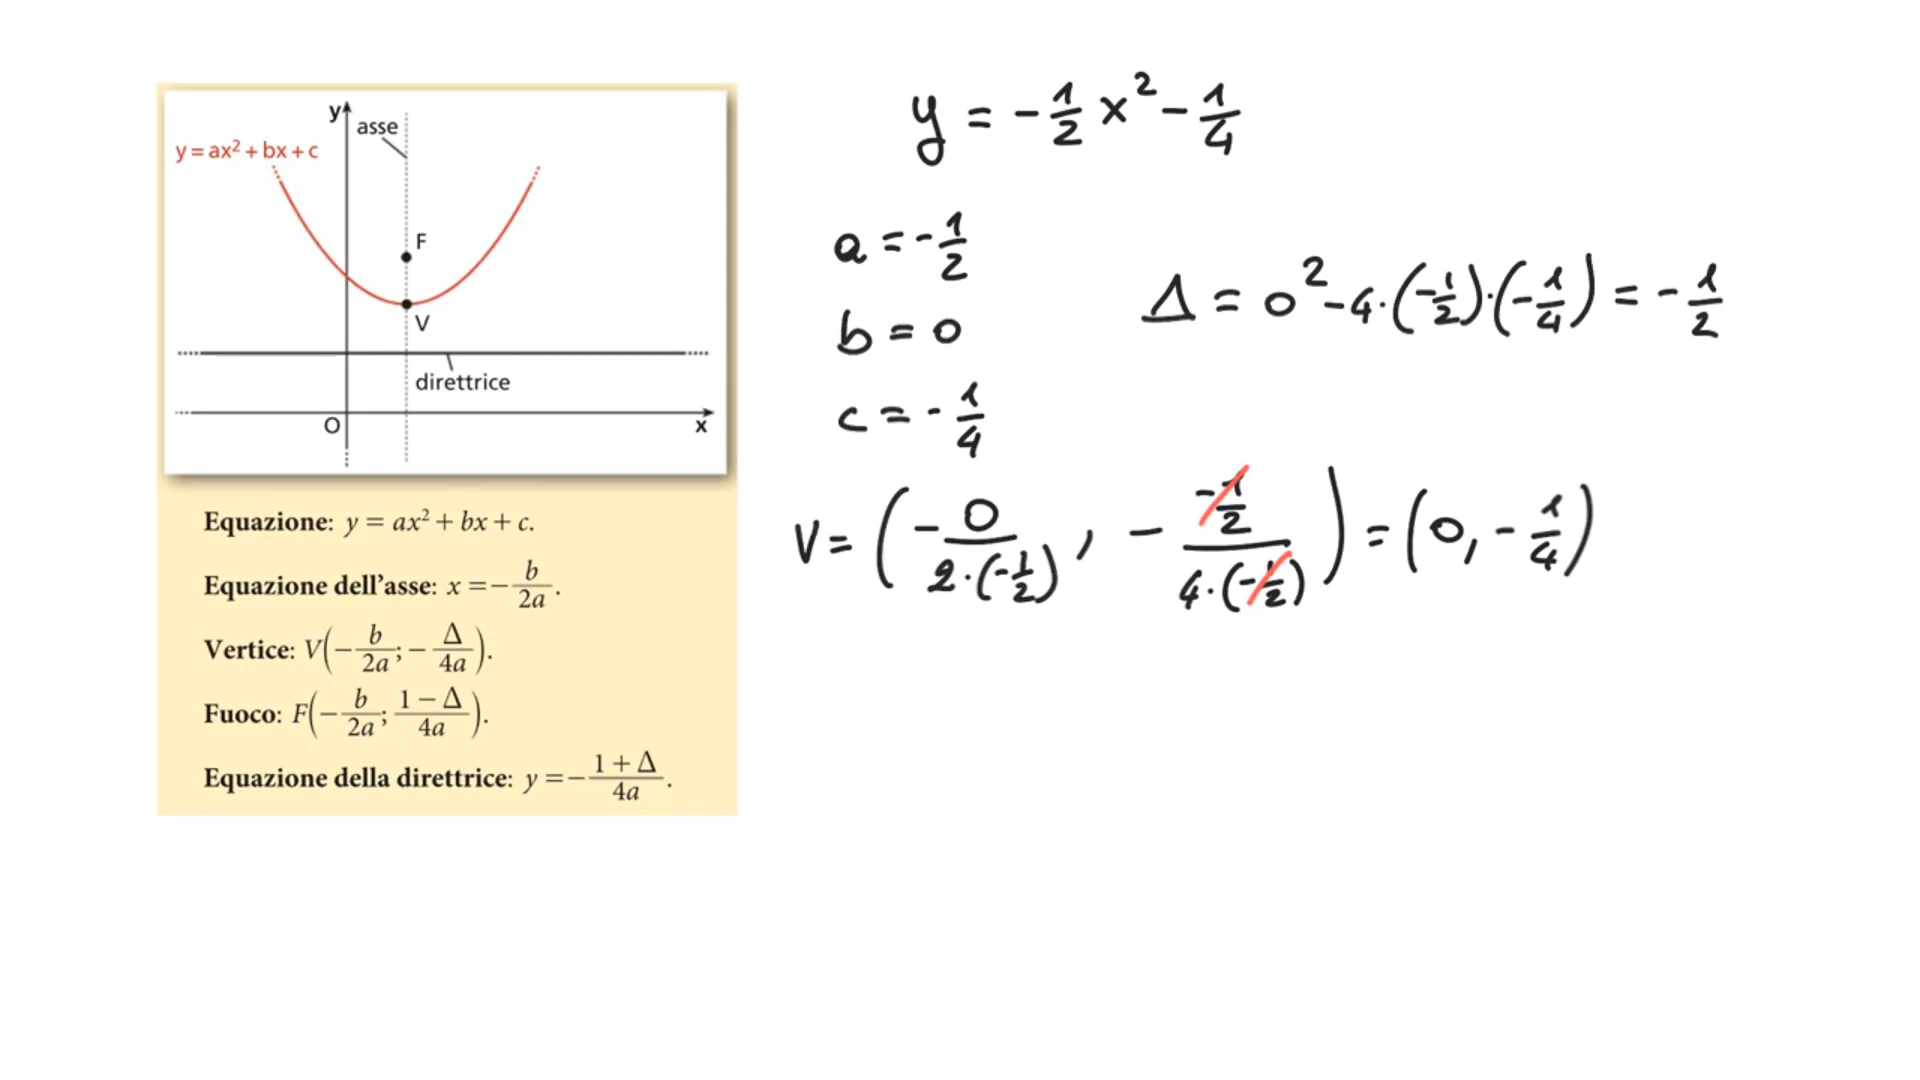 y
asse
y = ax² + bx + c
F
V
direttrice
O
x
Equazione: y = ax² + bx + c.
Equazione dell'asse: x = − b/2a.
Vertice: V(− b/2a; − Δ/4a).
Fuoco: F(− b/2a; 1 − Δ/4a).
Equazione della direttrice: y = − 1 + Δ/4a.
y = -1/2 x² - 1/4
a = -1/2
b = 0
c = -1/4
Δ = 0² - 4·(-1/2)·(-1/4) = -1/2
V = (- 0/2·(-1/2), - -1/2/4·(-1/2)) = (0, -1/4)